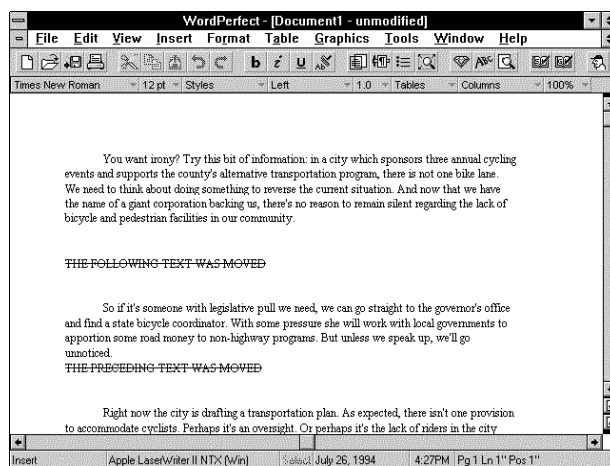 WordPerfect - [Document1 - unmodified]
File Edit View Insert Format Table Graphics Tools Window Help
b i u ABC
Times New Roman 12 pt Styles Left 1.0 Tables Columns 100%
You want irony? Try this bit of information: in a city which sponsors three annual cycling
events and supports the county's alternative transportation program, there is not one bike lane.
We need to think about doing something to reverse the current situation. And now that we have
the name of a giant corporation backing us, there's no reason to remain silent regarding the lack of
bicycle and pedestrian facilities in our community.
THE FOLLOWING TEXT WAS MOVED
So if it's someone with legislative pull we need, we can go straight to the governor's office
and find a state bicycle coordinator. With some pressure she will work with local governments to
apportion some road money to non-highway programs. But unless we speak up, we'll go
unnoticed.
THE PRECEDING TEXT WAS MOVED
Right now the city is drafting a transportation plan. As expected, there isn't one provision
to accommodate cyclists. Perhaps it's an oversight. Or perhaps it's the lack of riders in the city
Insert Apple LaserWriter II NTX (Win) Select July 26, 1994 4:27PM Pg 1 Ln 1" Pos 1"